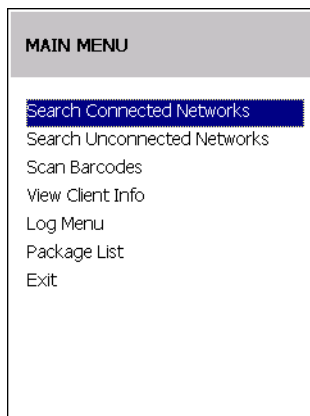 MAIN MENU
Search Connected Networks
Search Unconnected Networks
Scan Barcodes
View Client Info
Log Menu
Package List
Exit